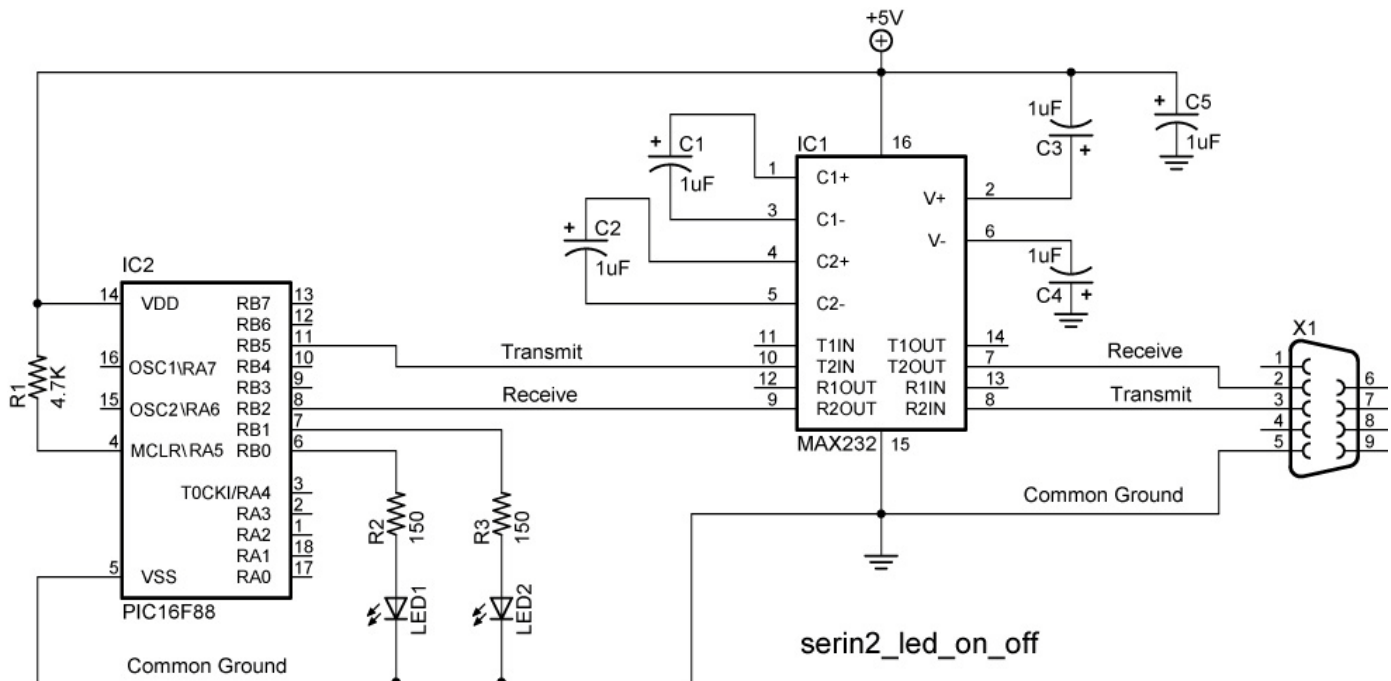 +5V
1uF
C3
+
+
C5
1uF
IC1
16
+
C1
1uF
1
C1+
V+
2
3
C1-
V-
6
+
C2
1uF
4
C2+
1uF
C4
+
5
C2-
11
T1IN
T1OUT
14
Transmit
10
T2IN
T2OUT
7
Receive
12
R1OUT
R1IN
13
Receive
9
R2OUT
R2IN
8
Transmit
MAX232
15
X1
1
2
3
4
5
6
7
8
9
Common Ground
IC2
14
VDD
RB7
13
RB6
12
RB5
11
16
OSC1\RA7
RB4
10
RB3
9
15
OSC2\RA6
RB2
8
RB1
7
4
MCLR\RA5
RB0
6
T0CKI/RA4
3
RA3
2
RA2
1
RA1
18
5
VSS
RA0
17
PIC16F88
R1
4.7K
R2
150
R3
150
LED1
LED2
Common Ground
serin2_led_on_off